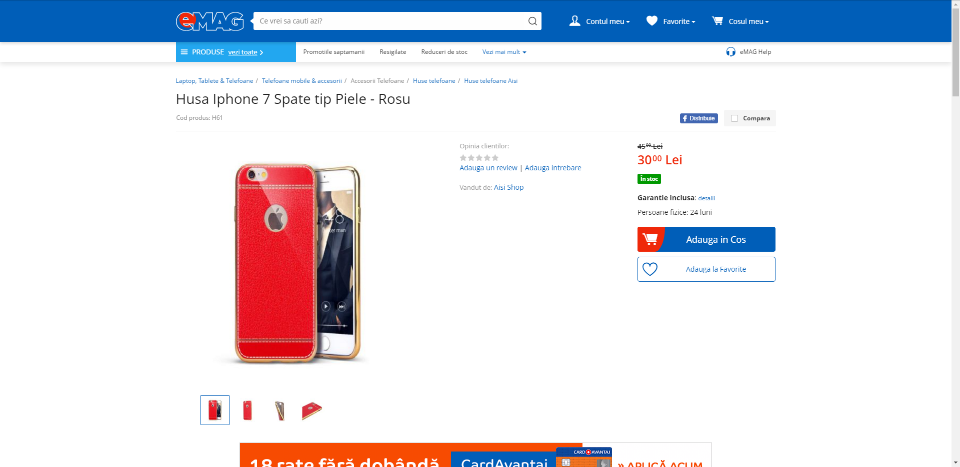 eMAG
Ce vrei sa cauti azi?
Contul meu
Favorite
Cosul meu
PRODUSE vezi toate
Promotiile saptamanii
Resigilate
Reduceri de stoc
Vezi mai mult
eMAG Help
Laptop, Tablete & Telefoane / Telefoane mobile & accesorii / Accesorii Telefoane / Huse telefoane / Huse telefoane Aisi
Husa Iphone 7 Spate tip Piele - Rosu
Cod produs: H61
Distribuie
Compara
Opinia clientilor:
Adauga un review | Adauga intrebare
Vandut de: Aisi Shop
45⁰⁰ Lei
30⁰⁰ Lei
În stoc
Garantie inclusa: detalii
Persoane fizice: 24 luni
Adauga in Cos
Adauga la Favorite
18 rate fără dobândă
CardAvantaj
CARD AVANTAJ
» APLICĂ ACUM